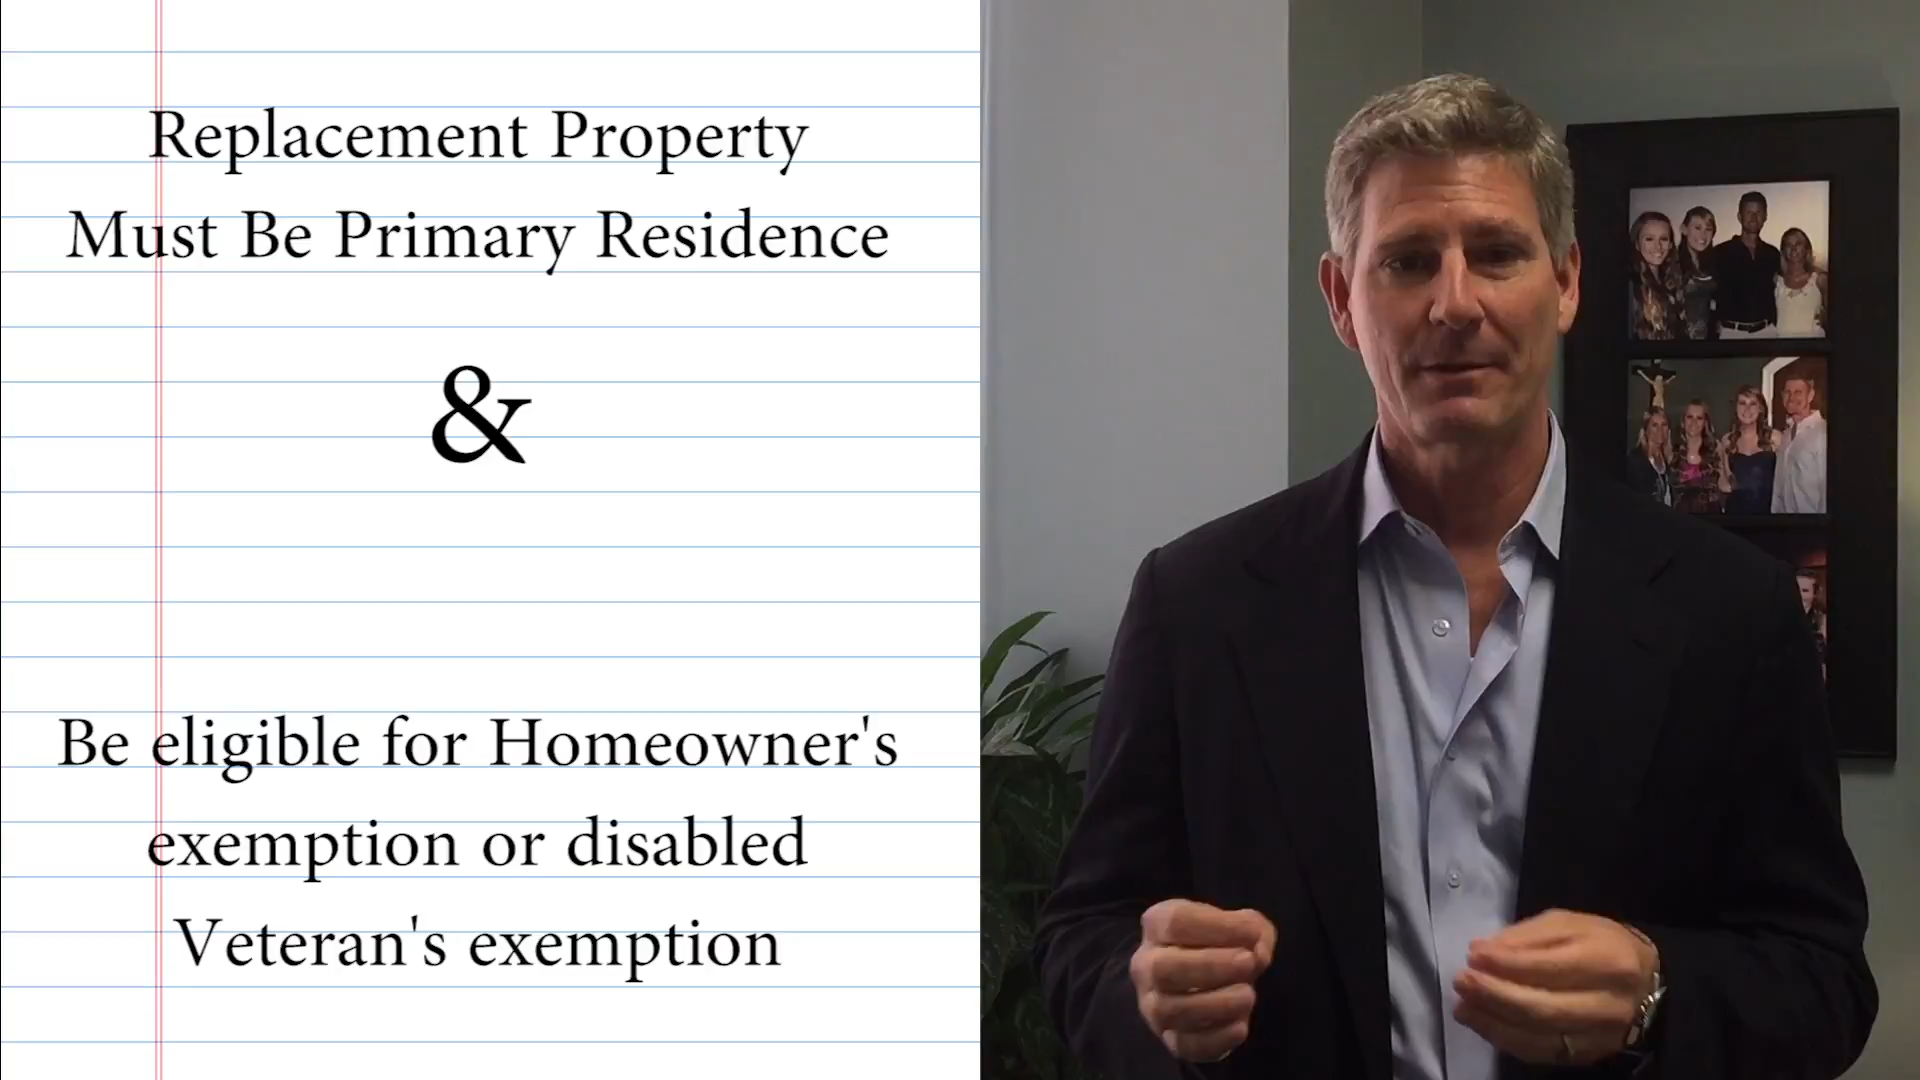 Replacement Property
Must Be Primary Residence
&
Be eligible for Homeowner's
exemption or disabled
Veteran's exemption